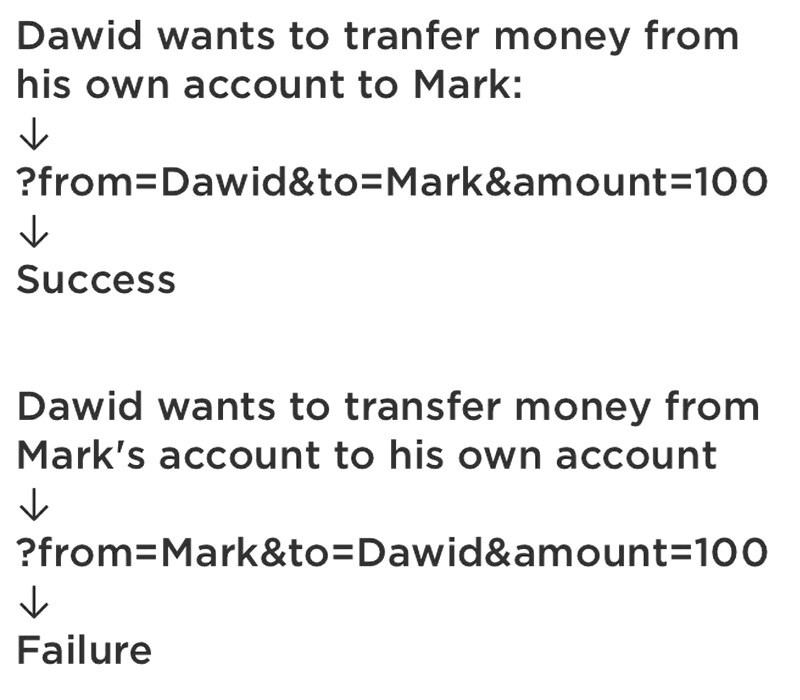 Dawid wants to tranfer money from
his own account to Mark:
↓
?from=Dawid&to=Mark&amount=100
↓
Success
Dawid wants to transfer money from
Mark's account to his own account
↓
?from=Mark&to=Dawid&amount=100
↓
Failure